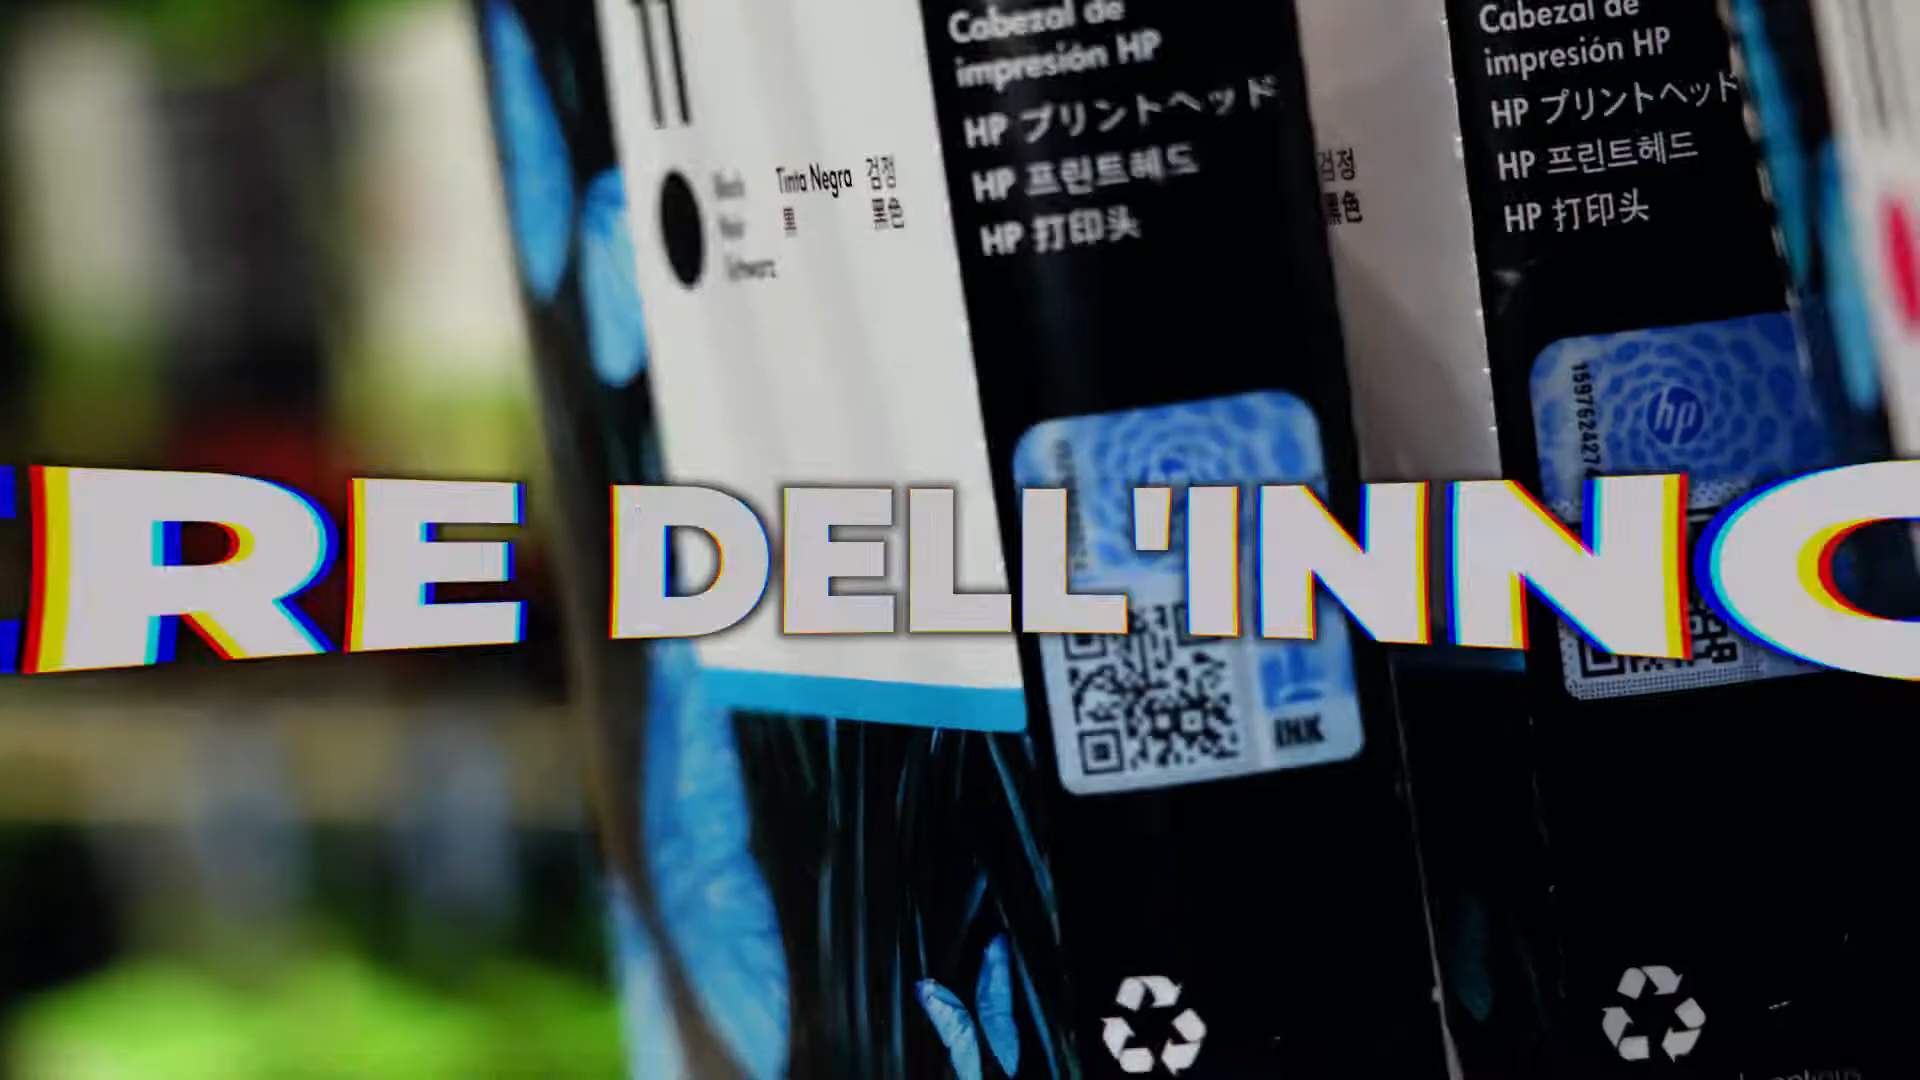 11
Tinta Negra 검정
黒 黑色
Schwarz
Cabezal de
impresión HP
HP プリントヘッド
HP 프린트헤드
HP 打印头
검정
黑色
Cabezal de
impresión HP
HP プリントヘッド
HP 프린트헤드
HP 打印头
hp
RE DELL'INNO
INK